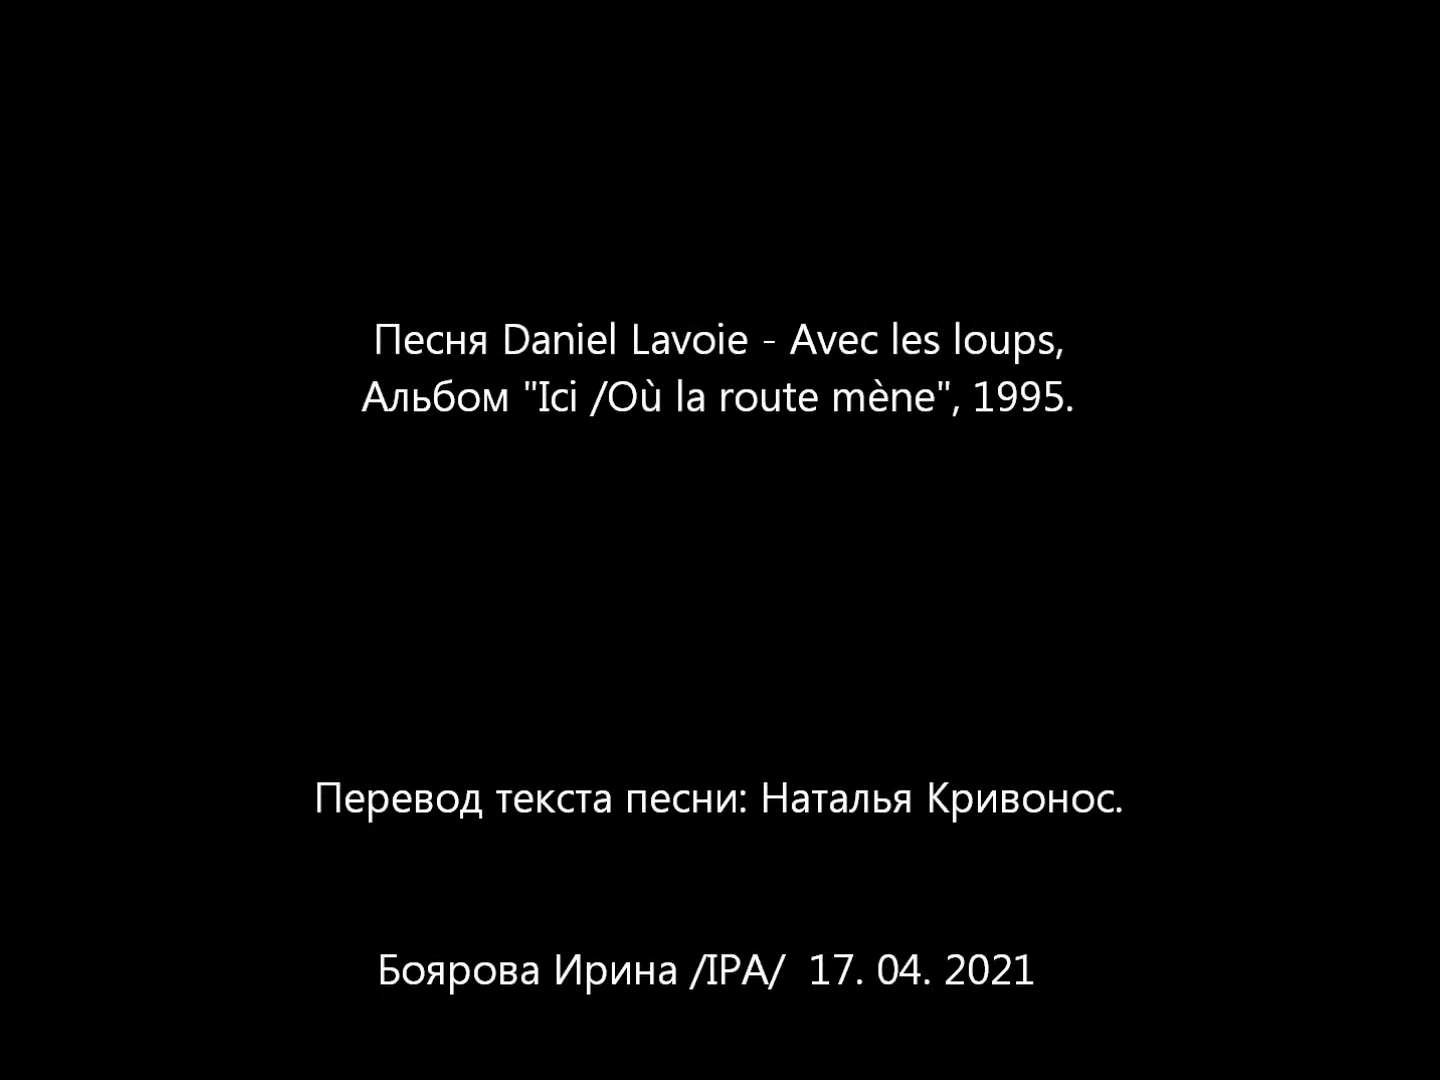 Песня Daniel Lavoie - Avec les loups,
Альбом "Ici /Où la route mène", 1995.
Перевод текста песни: Наталья Кривонос.
Боярова Ирина /IPA/ 17. 04. 2021